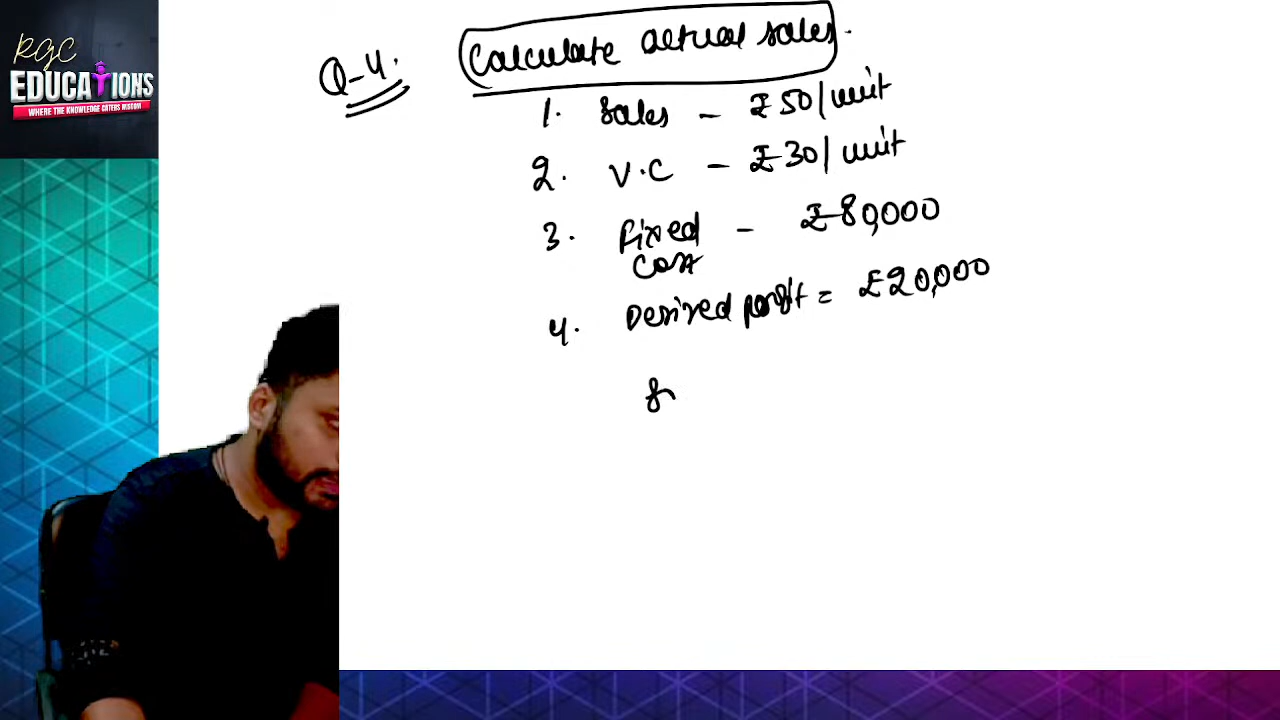 RGC
EDUCATIONS
WHERE THE KNOWLEDGE CATERS WISDOM
Q-4. Calculate actual sales.
1. Sales - ₹50/unit
2. V.C - ₹30/unit
3. Fixed Cost - ₹80,000
4. Desired profit = ₹20,000